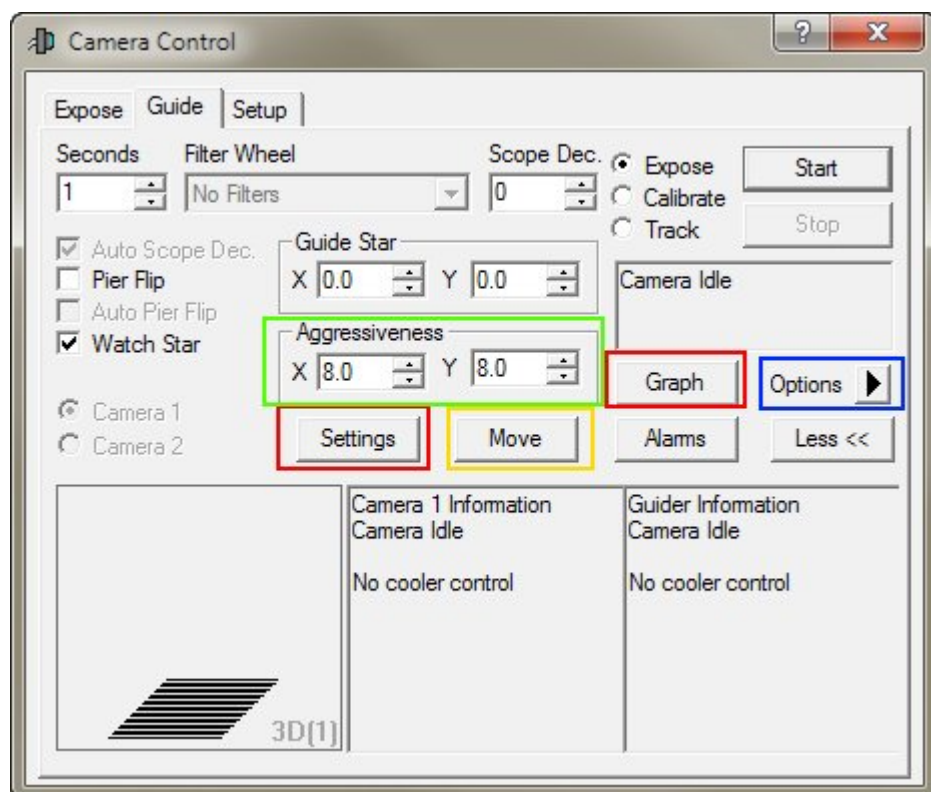 Camera Control
?
X
Expose Guide Setup
Seconds Filter Wheel Scope Dec.
1 No Filters 0
Expose
Calibrate
Track
Start
Stop
Auto Scope Dec.
Pier Flip
Auto Pier Flip
Watch Star
Guide Star
X 0.0 Y 0.0
Camera Idle
Aggressiveness
X 8.0 Y 8.0
Graph Options
Camera 1
Camera 2
Settings Move Alarms Less <<
3D(1)
Camera 1 Information
Camera Idle
No cooler control
Guider Information
Camera Idle
No cooler control